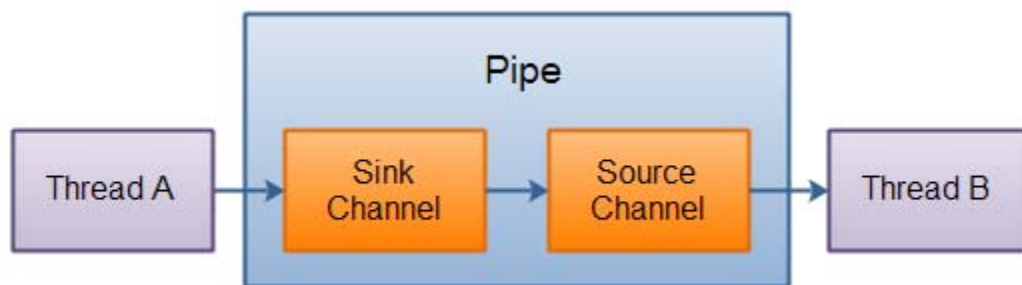 Pipe
Thread A
Sink
Channel
Source
Channel
Thread B